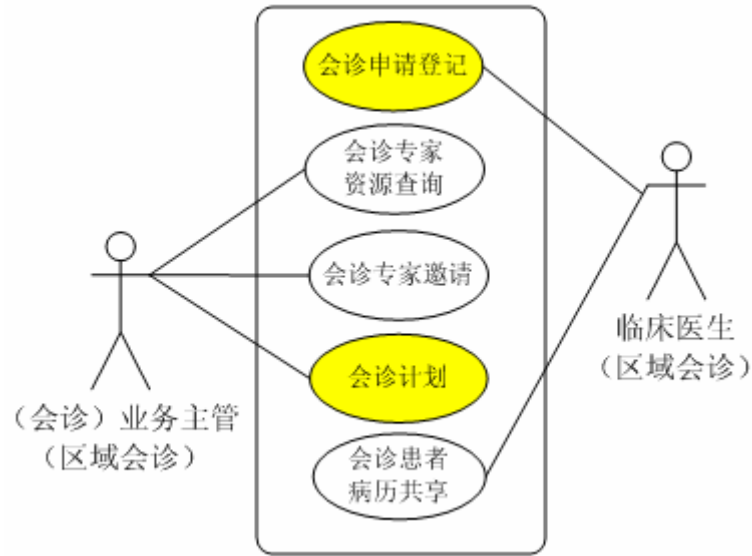 会诊申请登记
会诊专家
资源查询
会诊专家邀请
会诊计划
会诊患者
病历共享
（会诊）业务主管
（区域会诊）
临床医生
（区域会诊）